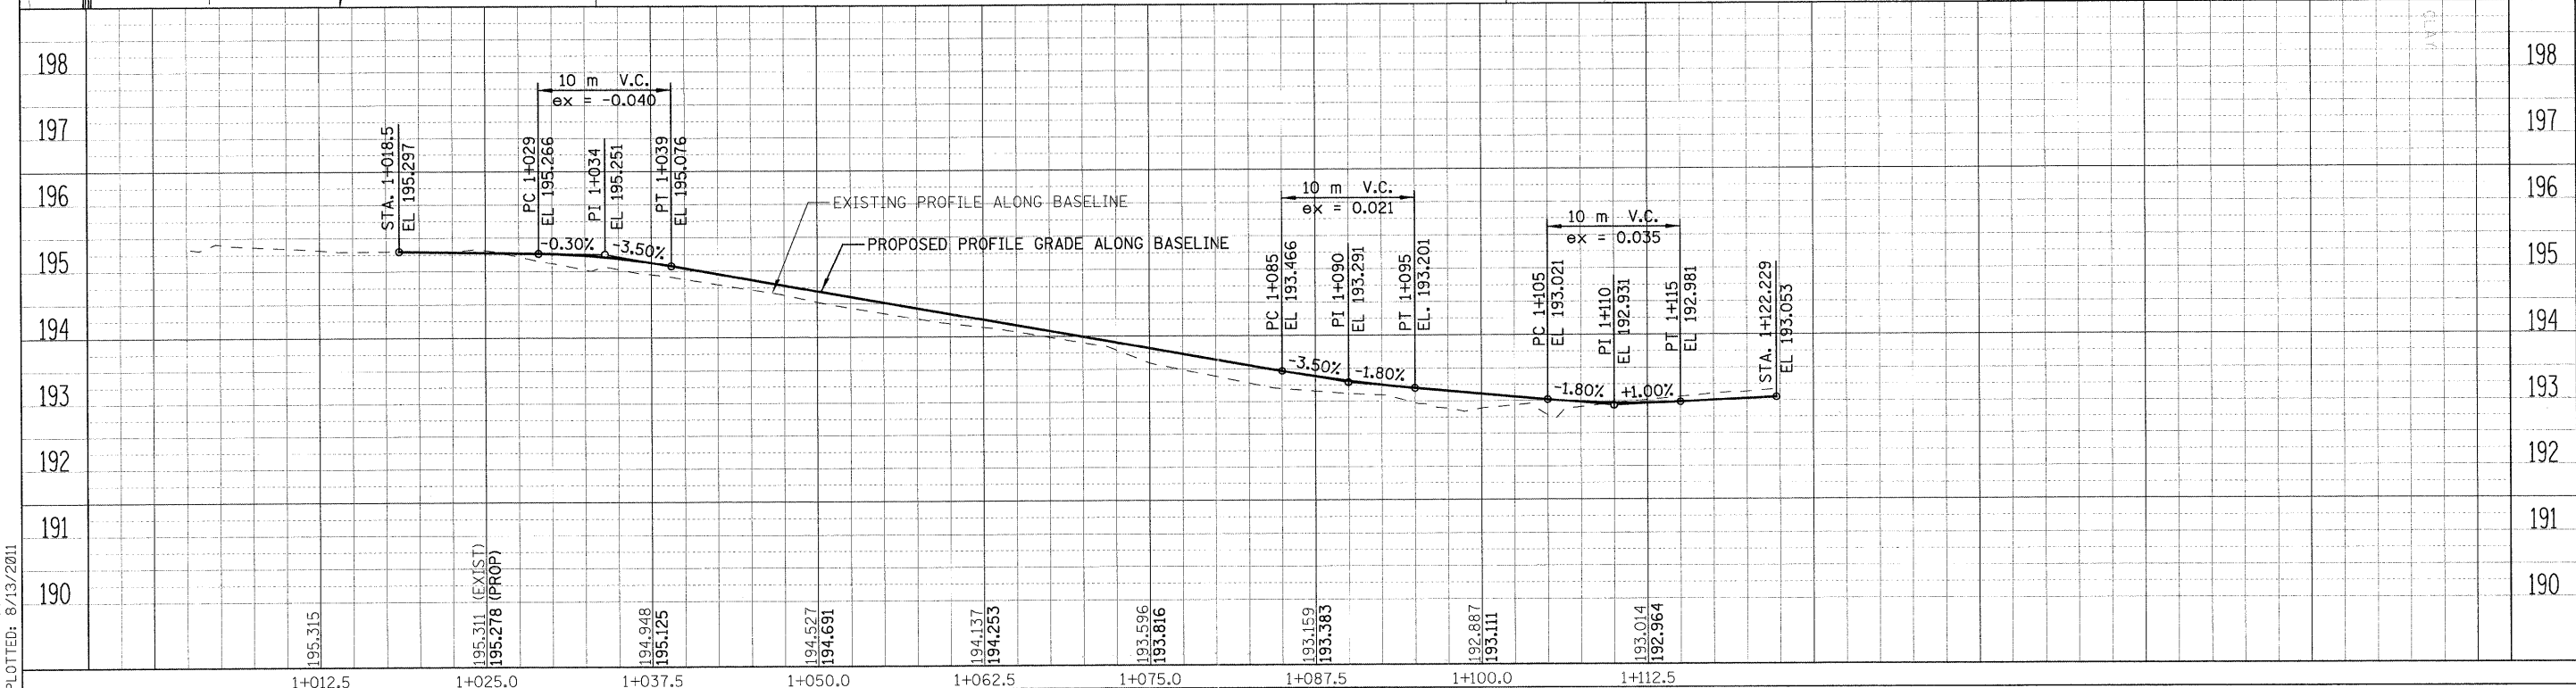 198
197
196
195
194
193
192
191
190
198
197
196
195
194
193
192
191
190
STA. 1+018.5
EL 195.297
10 m V.C.
ex = -0.040
PC 1+029
EL 195.266
PI 1+034
EL 195.251
PT 1+039
EL 195.076
-0.30%
-3.50%
EXISTING PROFILE ALONG BASELINE
PROPOSED PROFILE GRADE ALONG BASELINE
10 m V.C.
ex = 0.021
PC 1+085
EL 193.466
PI 1+090
EL 193.291
PT 1+095
EL. 193.201
-3.50%
-1.80%
10 m V.C.
ex = 0.035
PC 1+105
EL 193.021
PI 1+110
EL 192.931
PT 1+115
EL 192.981
-1.80%
+1.00%
STA. 1+122.229
EL 193.053
195.315
195.311 (EXIST)
195.278 (PROP)
194.948
195.125
194.527
194.691
194.137
194.253
193.596
193.816
193.159
193.383
192.887
193.111
193.014
192.964
1+012.5
1+025.0
1+037.5
1+050.0
1+062.5
1+075.0
1+087.5
1+100.0
1+112.5
PLOTTED: 8/13/2011